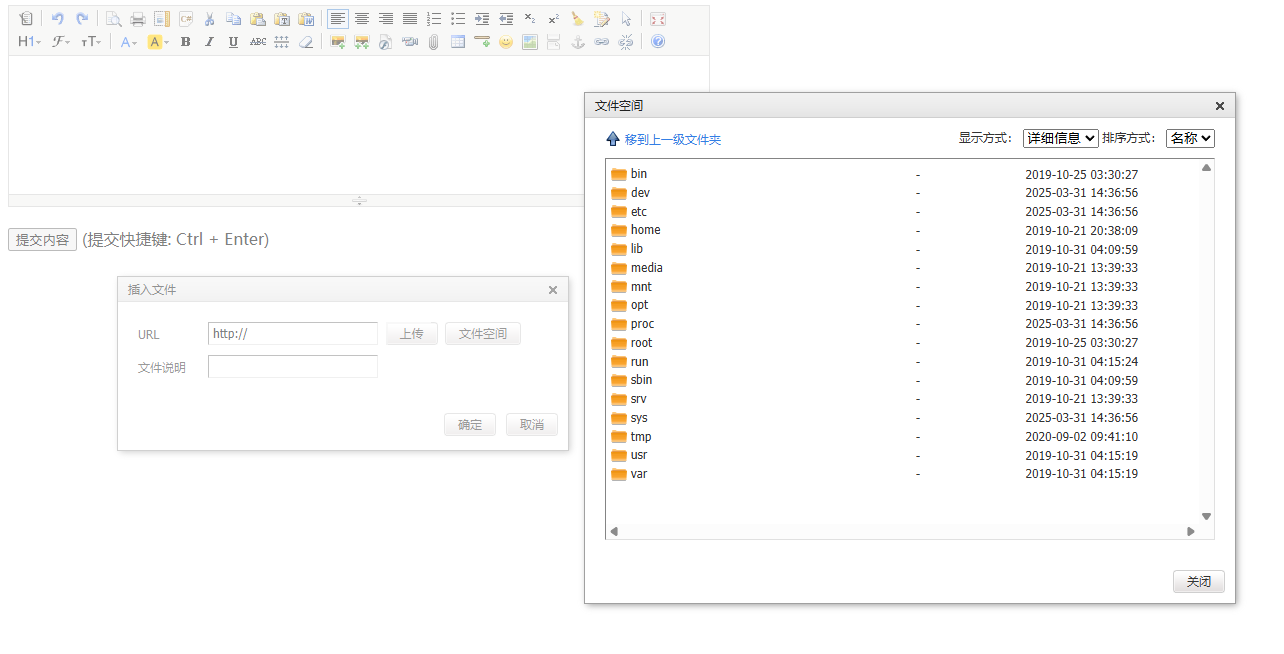 H1 ℱ тT A A B I U ABC
提交内容 (提交快捷键: Ctrl + Enter)
插入文件
URL http:// 上传 文件空间
文件说明
确定 取消
文件空间
移到上一级文件夹 显示方式: 详细信息 排序方式: 名称
bin - 2019-10-25 03:30:27
dev - 2025-03-31 14:36:56
etc - 2025-03-31 14:36:56
home - 2019-10-21 20:38:09
lib - 2019-10-31 04:09:59
media - 2019-10-21 13:39:33
mnt - 2019-10-21 13:39:33
opt - 2019-10-21 13:39:33
proc - 2025-03-31 14:36:56
root - 2019-10-25 03:30:27
run - 2019-10-31 04:15:24
sbin - 2019-10-31 04:09:59
srv - 2019-10-21 13:39:33
sys - 2025-03-31 14:36:56
tmp - 2020-09-02 09:41:10
usr - 2019-10-31 04:15:19
var - 2019-10-31 04:15:19
关闭